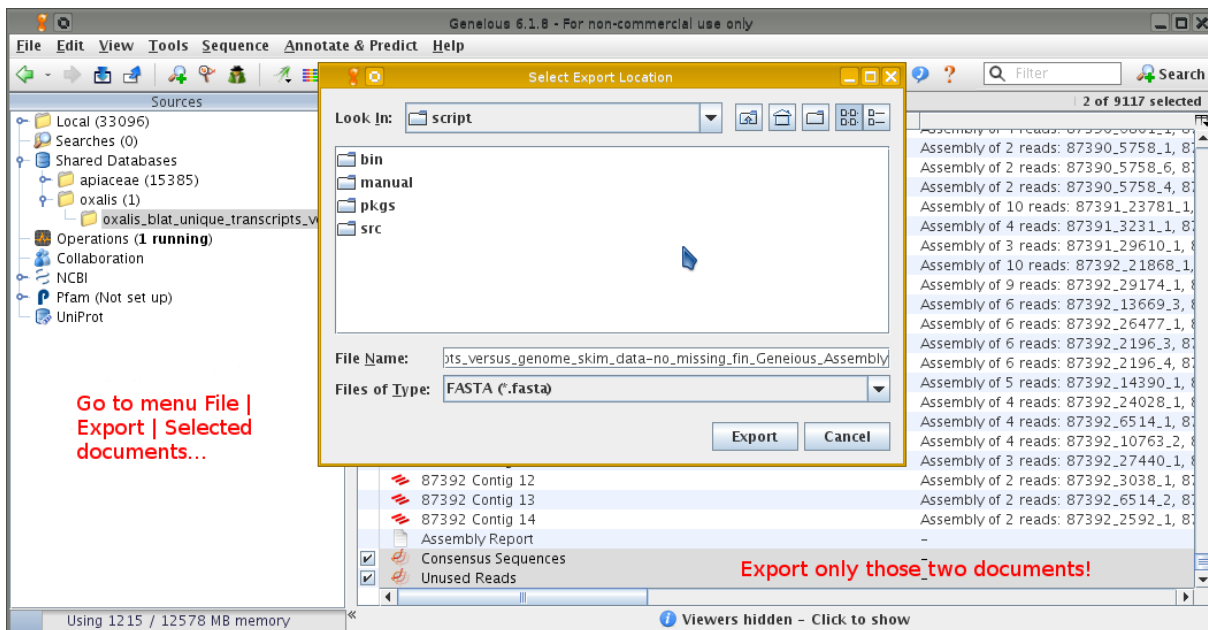 Geneious 6.1.8 - For non-commercial use only
File Edit View Tools Sequence Annotate & Predict Help
Filter
Search
Sources
2 of 9117 selected
Local (33096)
Searches (0)
Shared Databases
apiaceae (15385)
oxalis (1)
oxalis_blat_unique_transcripts_v
Operations (1 running)
Collaboration
NCBI
Pfam (Not set up)
UniProt
Select Export Location
Look In: script
bin
manual
pkgs
src
File Name: pts_versus_genome_skim_data-no_missing_fin_Geneious_Assembly
Files of Type: FASTA (*.fasta)
Export Cancel
Go to menu File |
Export | Selected
documents...
Assembly of 2 reads: 87390_5758_1, 87
Assembly of 2 reads: 87390_5758_6, 87
Assembly of 2 reads: 87390_5758_4, 87
Assembly of 10 reads: 87391_23781_1,
Assembly of 4 reads: 87391_3231_1, 87
Assembly of 3 reads: 87391_29610_1, 8
Assembly of 10 reads: 87392_21868_1,
Assembly of 9 reads: 87392_29174_1, 8
Assembly of 6 reads: 87392_13669_3, 8
Assembly of 6 reads: 87392_26477_1, 8
Assembly of 6 reads: 87392_2196_3, 87
Assembly of 6 reads: 87392_2196_4, 87
Assembly of 5 reads: 87392_14390_1, 8
Assembly of 4 reads: 87392_24028_1, 8
Assembly of 4 reads: 87392_6514_1, 87
Assembly of 4 reads: 87392_10763_2, 8
Assembly of 3 reads: 87392_27440_1, 8
87392 Contig 12 Assembly of 2 reads: 87392_3038_1, 87
87392 Contig 13 Assembly of 2 reads: 87392_6514_2, 87
87392 Contig 14 Assembly of 2 reads: 87392_2592_1, 87
Assembly Report -
Consensus Sequences -
Unused Reads -
Export only those two documents!
Using 1215 / 12578 MB memory
Viewers hidden - Click to show